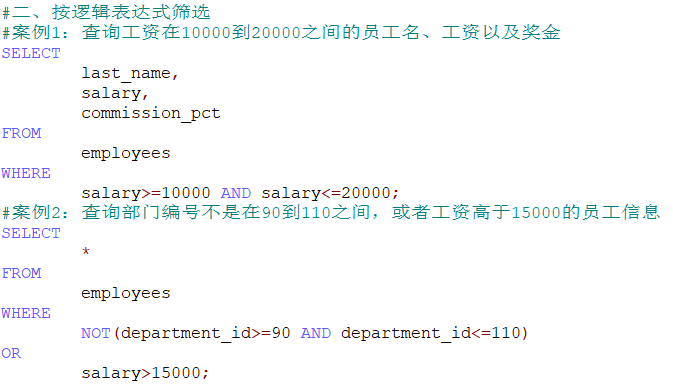 #二、按逻辑表达式筛选
#案例1：查询工资在10000到20000之间的员工名、工资以及奖金
SELECT
last_name,
salary,
commission_pct
FROM
employees
WHERE
salary>=10000 AND salary<=20000;
#案例2：查询部门编号不是在90到110之间，或者工资高于15000的员工信息
SELECT
*
FROM
employees
WHERE
NOT(department_id>=90 AND department_id<=110)
OR
salary>15000;